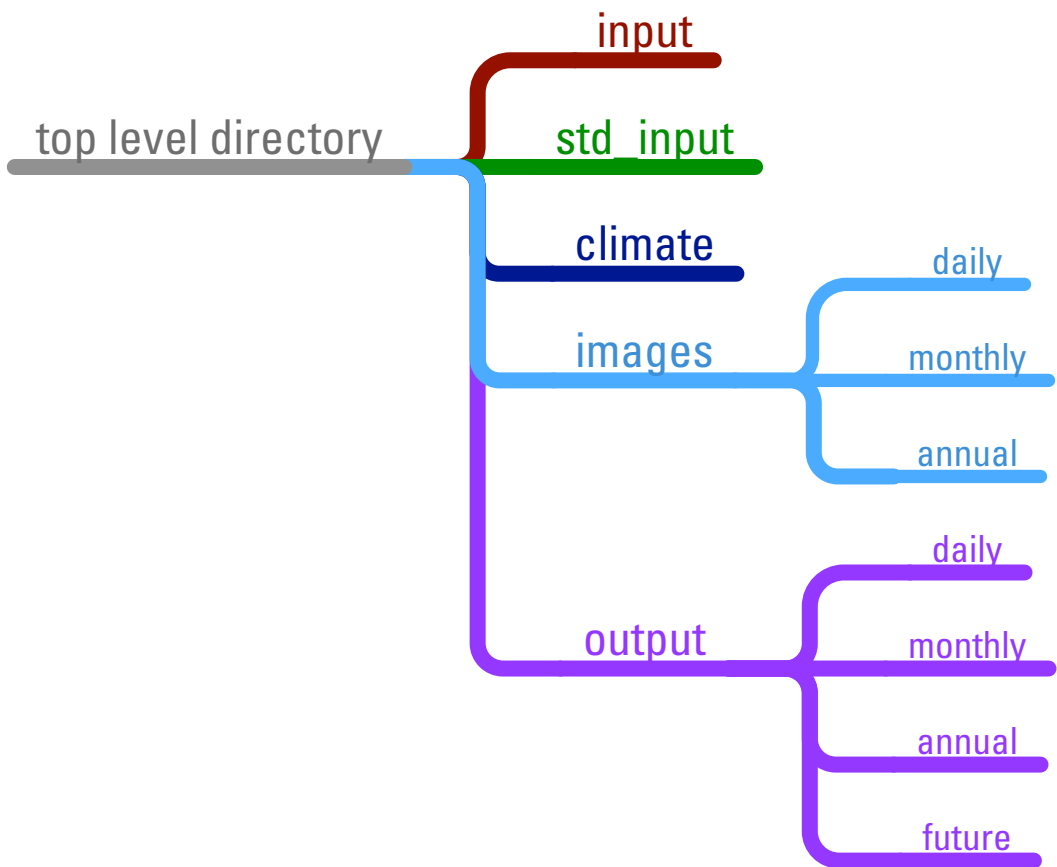 input
top level directory
std_input
climate
images
daily
monthly
annual
output
daily
monthly
annual
future